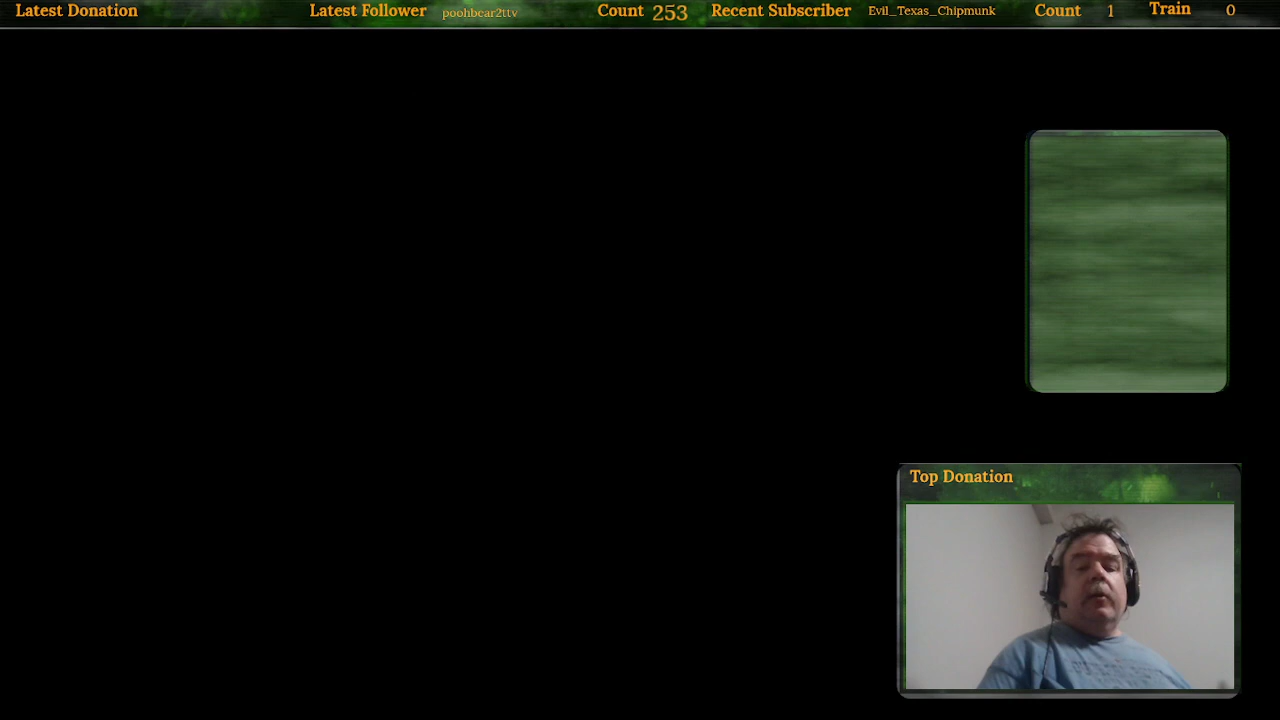 Latest Donation Latest Follower poohbear2ttv Count 253 Recent Subscriber Evil_Texas_Chipmunk Count 1 Train 0
Top Donation